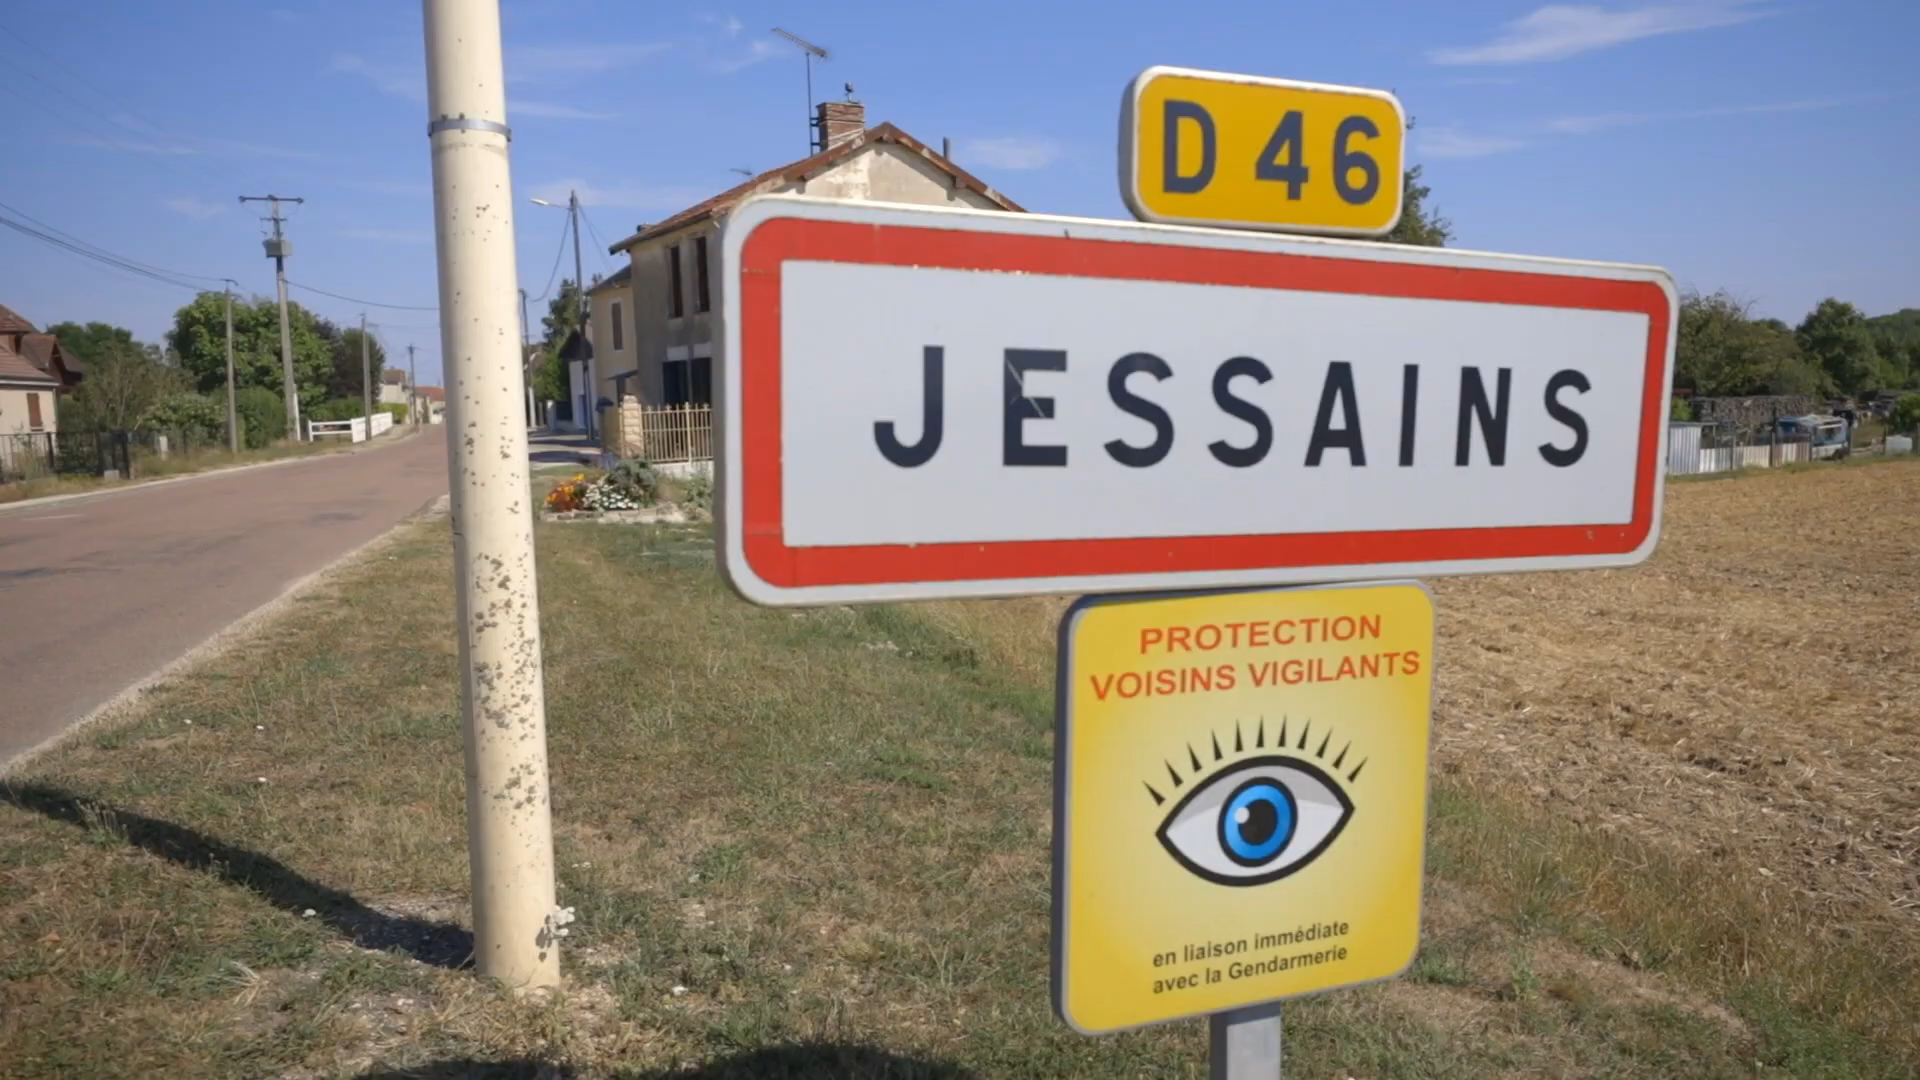 D 46
JESSAINS
PROTECTION
VOISINS VIGILANTS
en liaison immédiate
avec la Gendarmerie